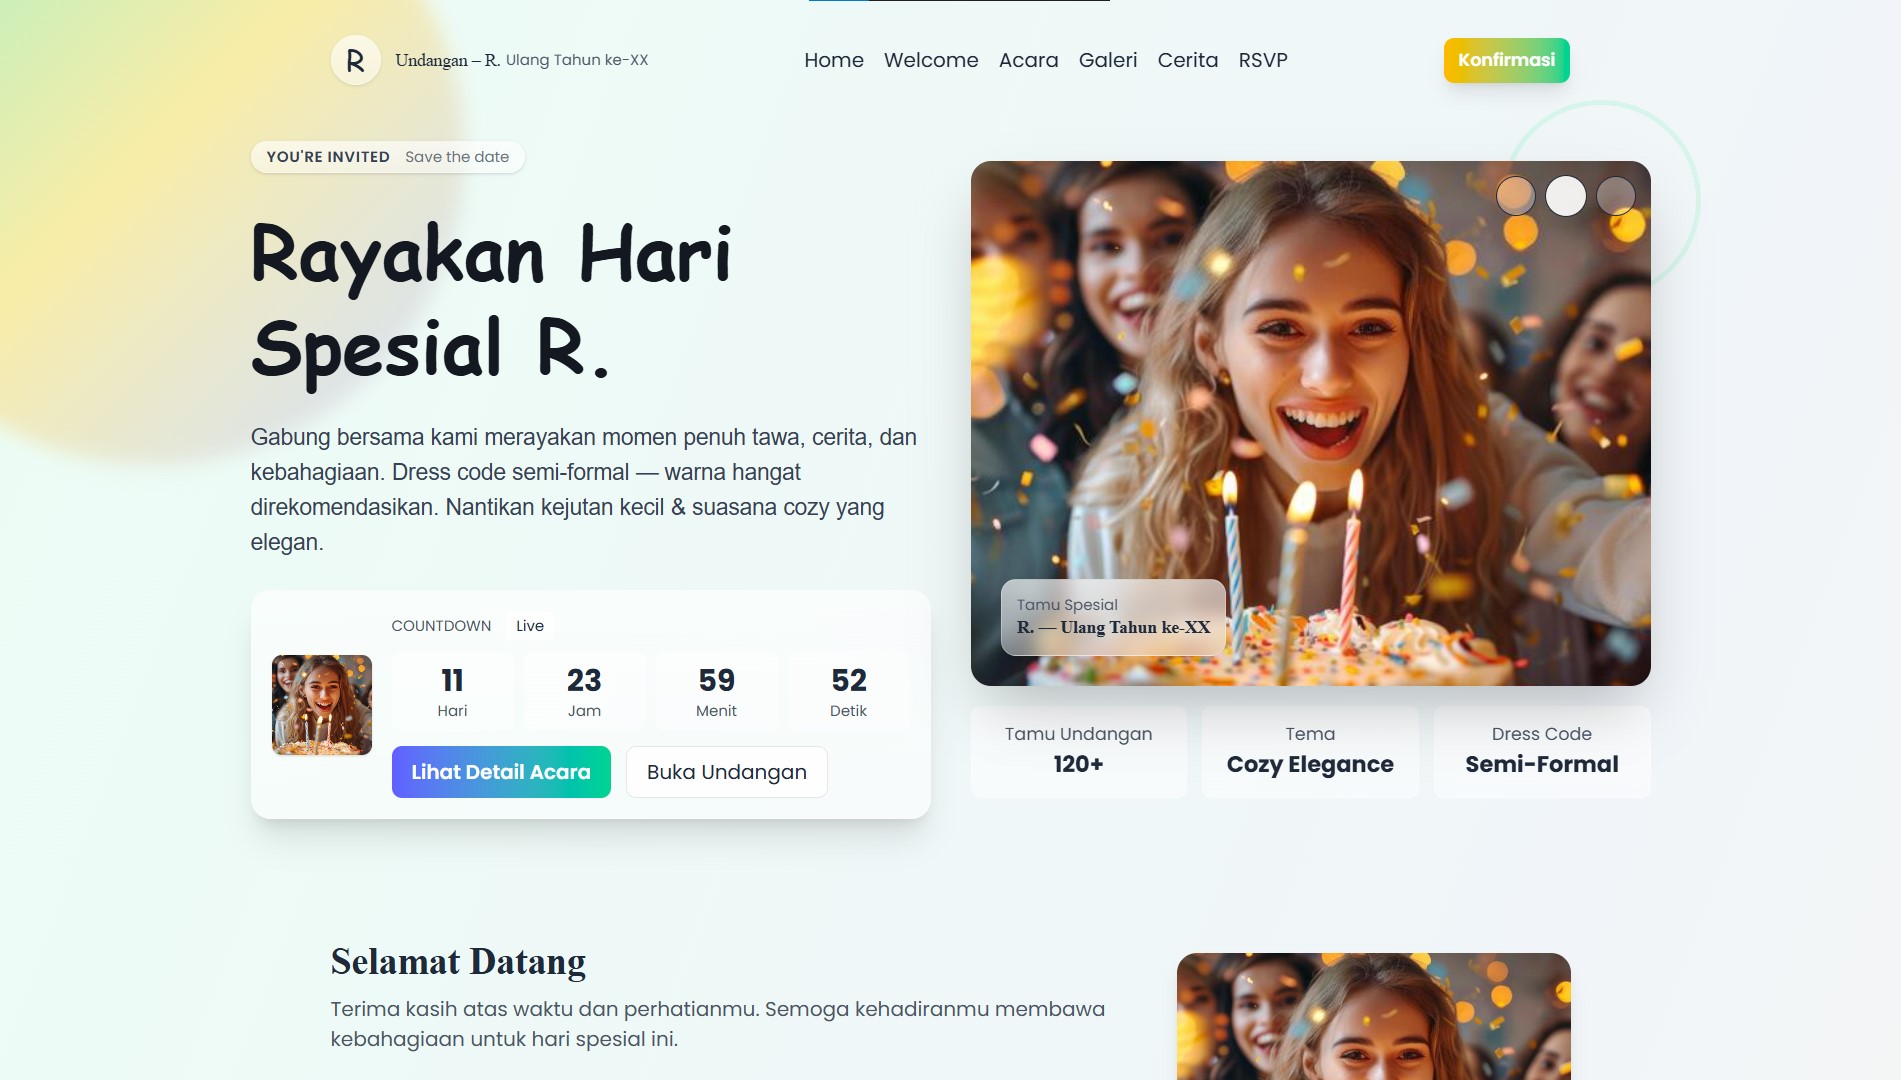 R
Undangan – R. Ulang Tahun ke-XX
Home Welcome Acara Galeri Cerita RSVP
Konfirmasi
YOU'RE INVITED Save the date
Rayakan Hari
Spesial R.
Gabung bersama kami merayakan momen penuh tawa, cerita, dan
kebahagiaan. Dress code semi-formal — warna hangat
direkomendasikan. Nantikan kejutan kecil & suasana cozy yang
elegan.
COUNTDOWN Live
11 23 59 52
Hari Jam Menit Detik
Lihat Detail Acara Buka Undangan
Tamu Spesial
R. — Ulang Tahun ke-XX
Tamu Undangan Tema Dress Code
120+ Cozy Elegance Semi-Formal
Selamat Datang
Terima kasih atas waktu dan perhatianmu. Semoga kehadiranmu membawa
kebahagiaan untuk hari spesial ini.